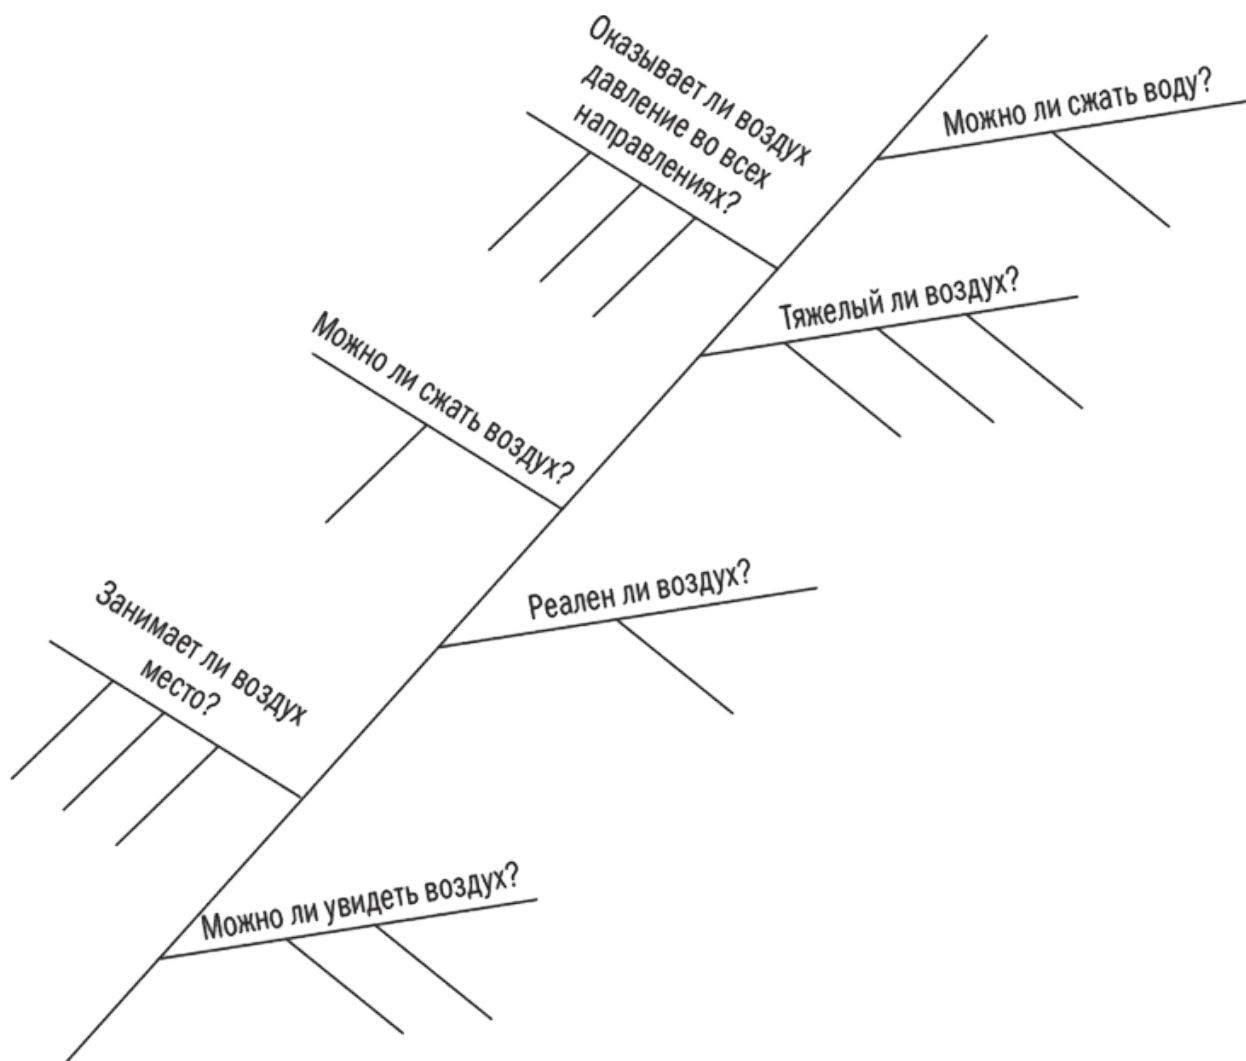 Оказывает ли воздух
давление во всех
направлениях?
Можно ли сжать воду?
Тяжелый ли воздух?
Можно ли сжать воздух?
Реален ли воздух?
Занимает ли воздух
место?
Можно ли увидеть воздух?